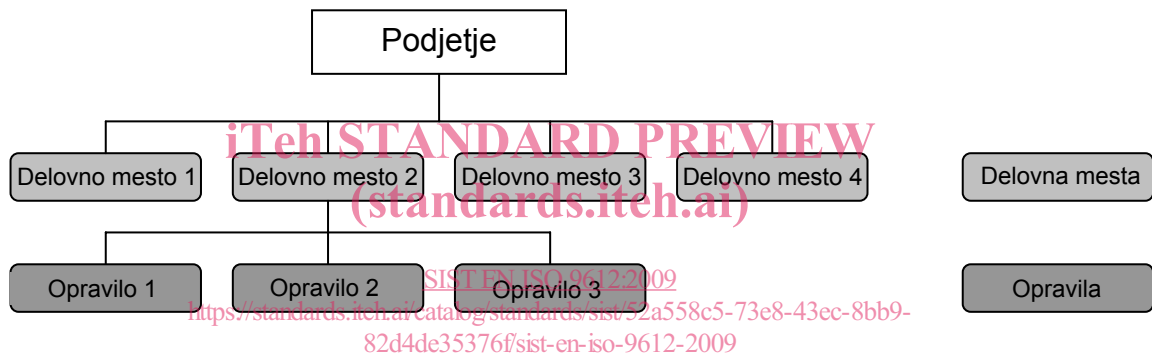 Podjetje
iTeh STANDARD PREVIEW
Delovno mesto 1 Delovno mesto 2 Delovno mesto 3 Delovno mesto 4 Delovna mesta
(standards.iteh.ai)
SIST EN ISO 9612:2009
Opravilo 1 Opravilo 2 Opravilo 3 Opravila
https://standards.iteh.ai/catalog/standards/sist/52a558c5-73e8-43ec-8bb9-
82d4de35376f/sist-en-iso-9612-2009